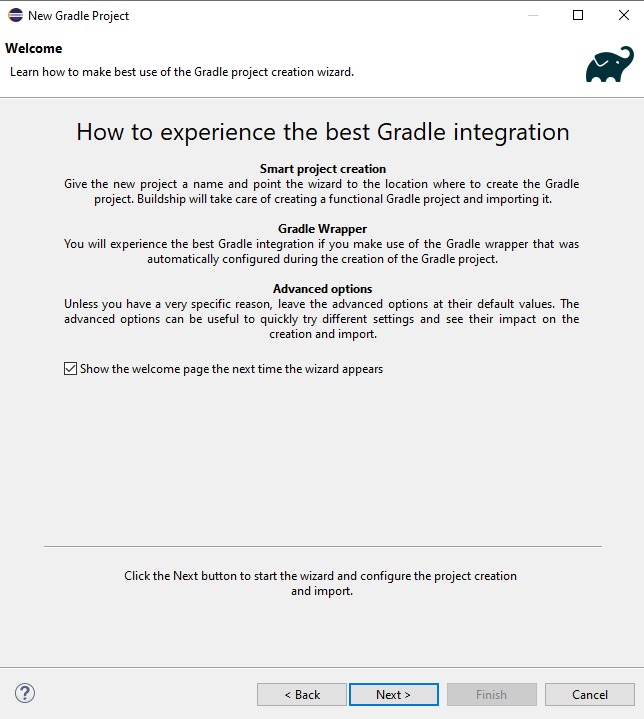 New Gradle Project
Welcome
Learn how to make best use of the Gradle project creation wizard.
How to experience the best Gradle integration
Smart project creation
Give the new project a name and point the wizard to the location where to create the Gradle
project. Buildship will take care of creating a functional Gradle project and importing it.
Gradle Wrapper
You will experience the best Gradle integration if you make use of the Gradle wrapper that was
automatically configured during the creation of the Gradle project.
Advanced options
Unless you have a very specific reason, leave the advanced options at their default values. The
advanced options can be useful to quickly try different settings and see their impact on the
creation and import.
Show the welcome page the next time the wizard appears
Click the Next button to start the wizard and configure the project creation
and import.
? < Back Next > Finish Cancel